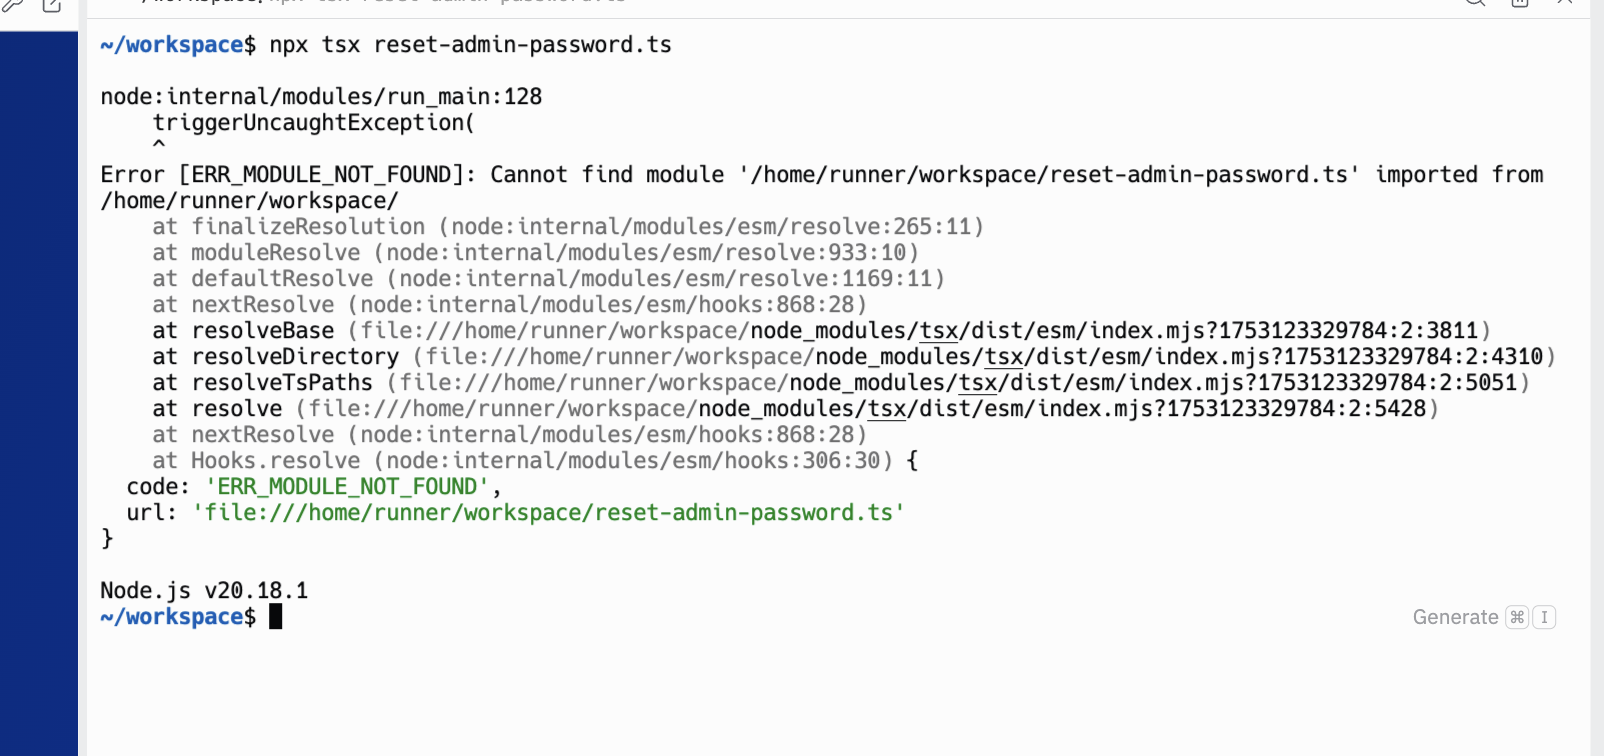 ~/workspace$ npx tsx reset-admin-password.ts
node:internal/modules/run_main:128
triggerUncaughtException(
^
Error [ERR_MODULE_NOT_FOUND]: Cannot find module '/home/runner/workspace/reset-admin-password.ts' imported from
/home/runner/workspace/
at finalizeResolution (node:internal/modules/esm/resolve:265:11)
at moduleResolve (node:internal/modules/esm/resolve:933:10)
at defaultResolve (node:internal/modules/esm/resolve:1169:11)
at nextResolve (node:internal/modules/esm/hooks:868:28)
at resolveBase (file:///home/runner/workspace/node_modules/tsx/dist/esm/index.mjs?1753123329784:2:3811)
at resolveDirectory (file:///home/runner/workspace/node_modules/tsx/dist/esm/index.mjs?1753123329784:2:4310)
at resolveTsPaths (file:///home/runner/workspace/node_modules/tsx/dist/esm/index.mjs?1753123329784:2:5051)
at resolve (file:///home/runner/workspace/node_modules/tsx/dist/esm/index.mjs?1753123329784:2:5428)
at nextResolve (node:internal/modules/esm/hooks:868:28)
at Hooks.resolve (node:internal/modules/esm/hooks:306:30) {
code: 'ERR_MODULE_NOT_FOUND',
url: 'file:///home/runner/workspace/reset-admin-password.ts'
}
Node.js v20.18.1
~/workspace$
Generate ⌘ I